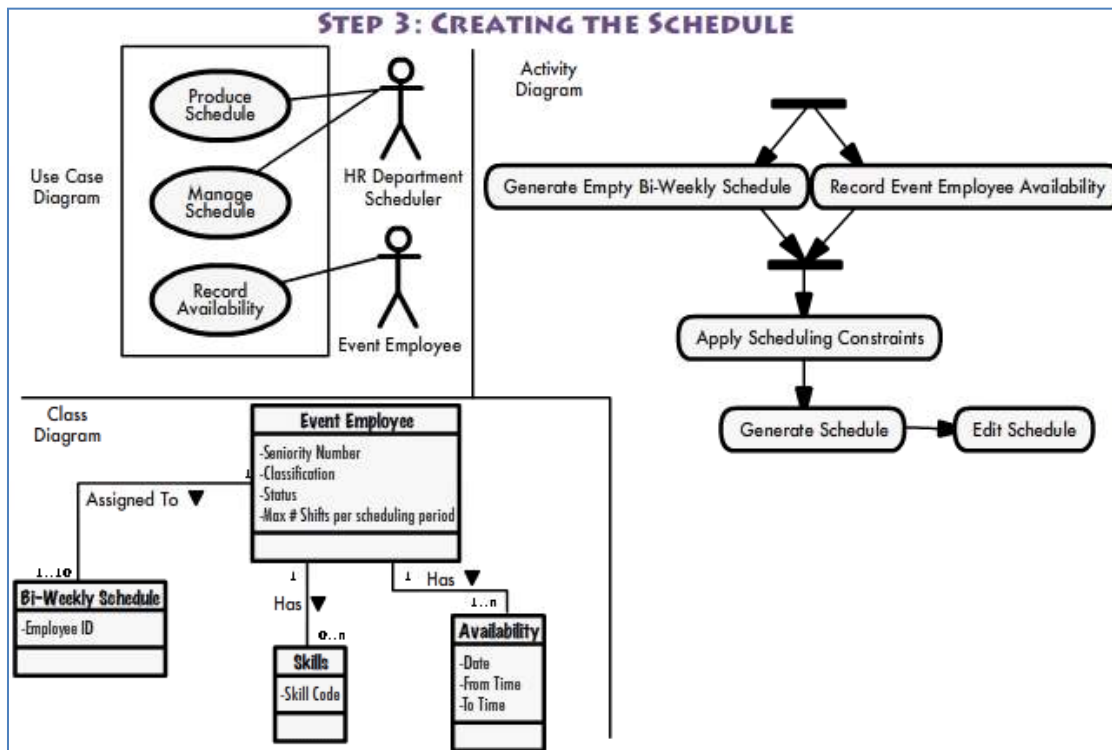 STEP 3: CREATING THE SCHEDULE
Use Case
Diagram
Produce
Schedule
Manage
Schedule
Record
Availability
HR Department
Scheduler
Event Employee
Activity
Diagram
Generate Empty Bi-Weekly Schedule
Record Event Employee Availability
Apply Scheduling Constraints
Generate Schedule
Edit Schedule
Class
Diagram
Event Employee
-Seniority Number
-Classification
-Status
-Max # Shifts per scheduling period
1
Assigned To ▼
1..10
Bi-Weekly Schedule
-Employee ID
1
Has ▼
0..n
Skills
-Skill Code
1
Has ▼
1..n
Availability
-Date
-From Time
-To Time